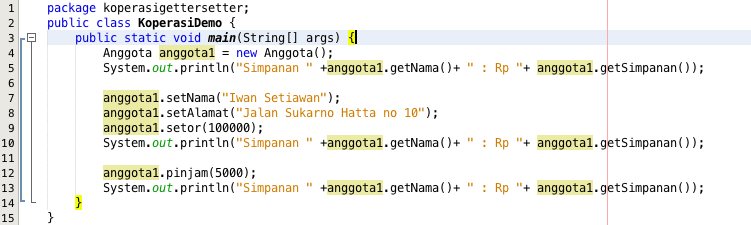 1 package koperasigettersetter;
2 public class KoperasiDemo {
3 public static void main(String[] args) {
4 Anggota anggota1 = new Anggota();
5 System.out.println("Simpanan " +anggota1.getNama()+ " : Rp "+ anggota1.getSimpanan());
6
7 anggota1.setNama("Iwan Setiawan");
8 anggota1.setAlamat("Jalan Sukarno Hatta no 10");
9 anggota1.setor(100000);
10 System.out.println("Simpanan " +anggota1.getNama()+ " : Rp "+ anggota1.getSimpanan());
11
12 anggota1.pinjam(5000);
13 System.out.println("Simpanan " +anggota1.getNama()+ " : Rp "+ anggota1.getSimpanan());
14 }
15 }